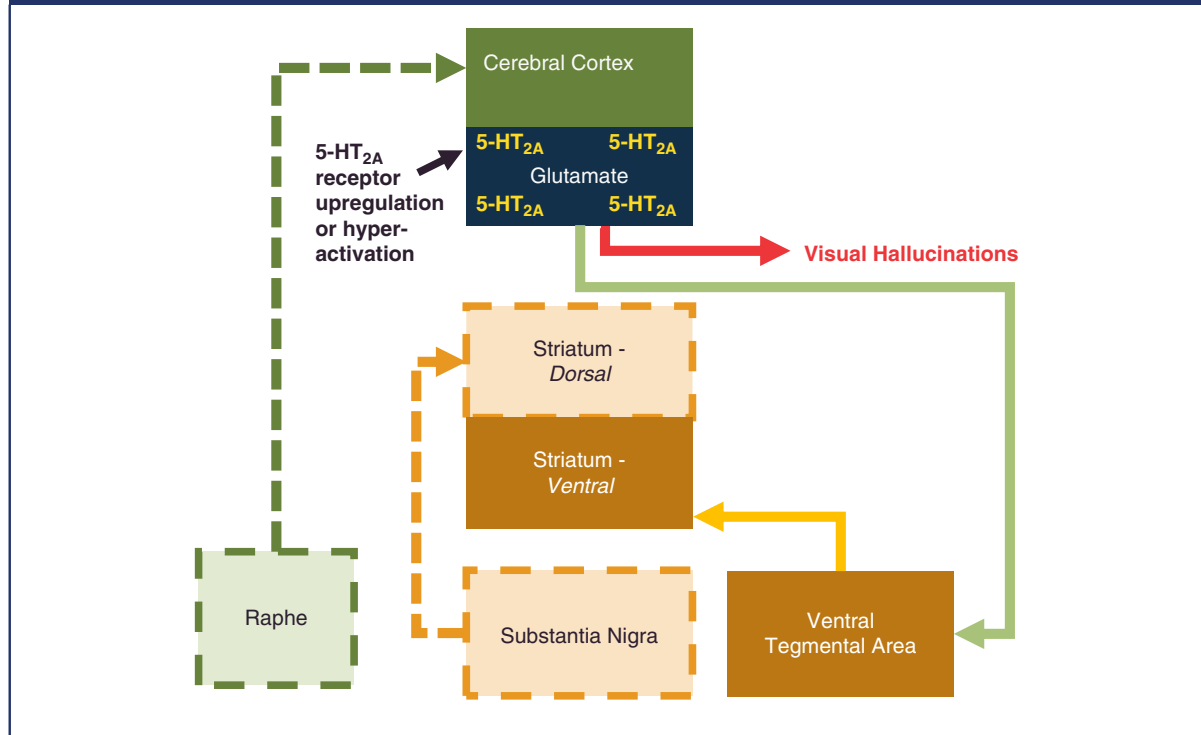 Cerebral Cortex
5-HT2A 5-HT2A
Glutamate
5-HT2A 5-HT2A
5-HT2A
receptor
upregulation
or hyper-
activation
Visual Hallucinations
Striatum -
Dorsal
Striatum -
Ventral
Raphe
Substantia Nigra
Ventral
Tegmental Area